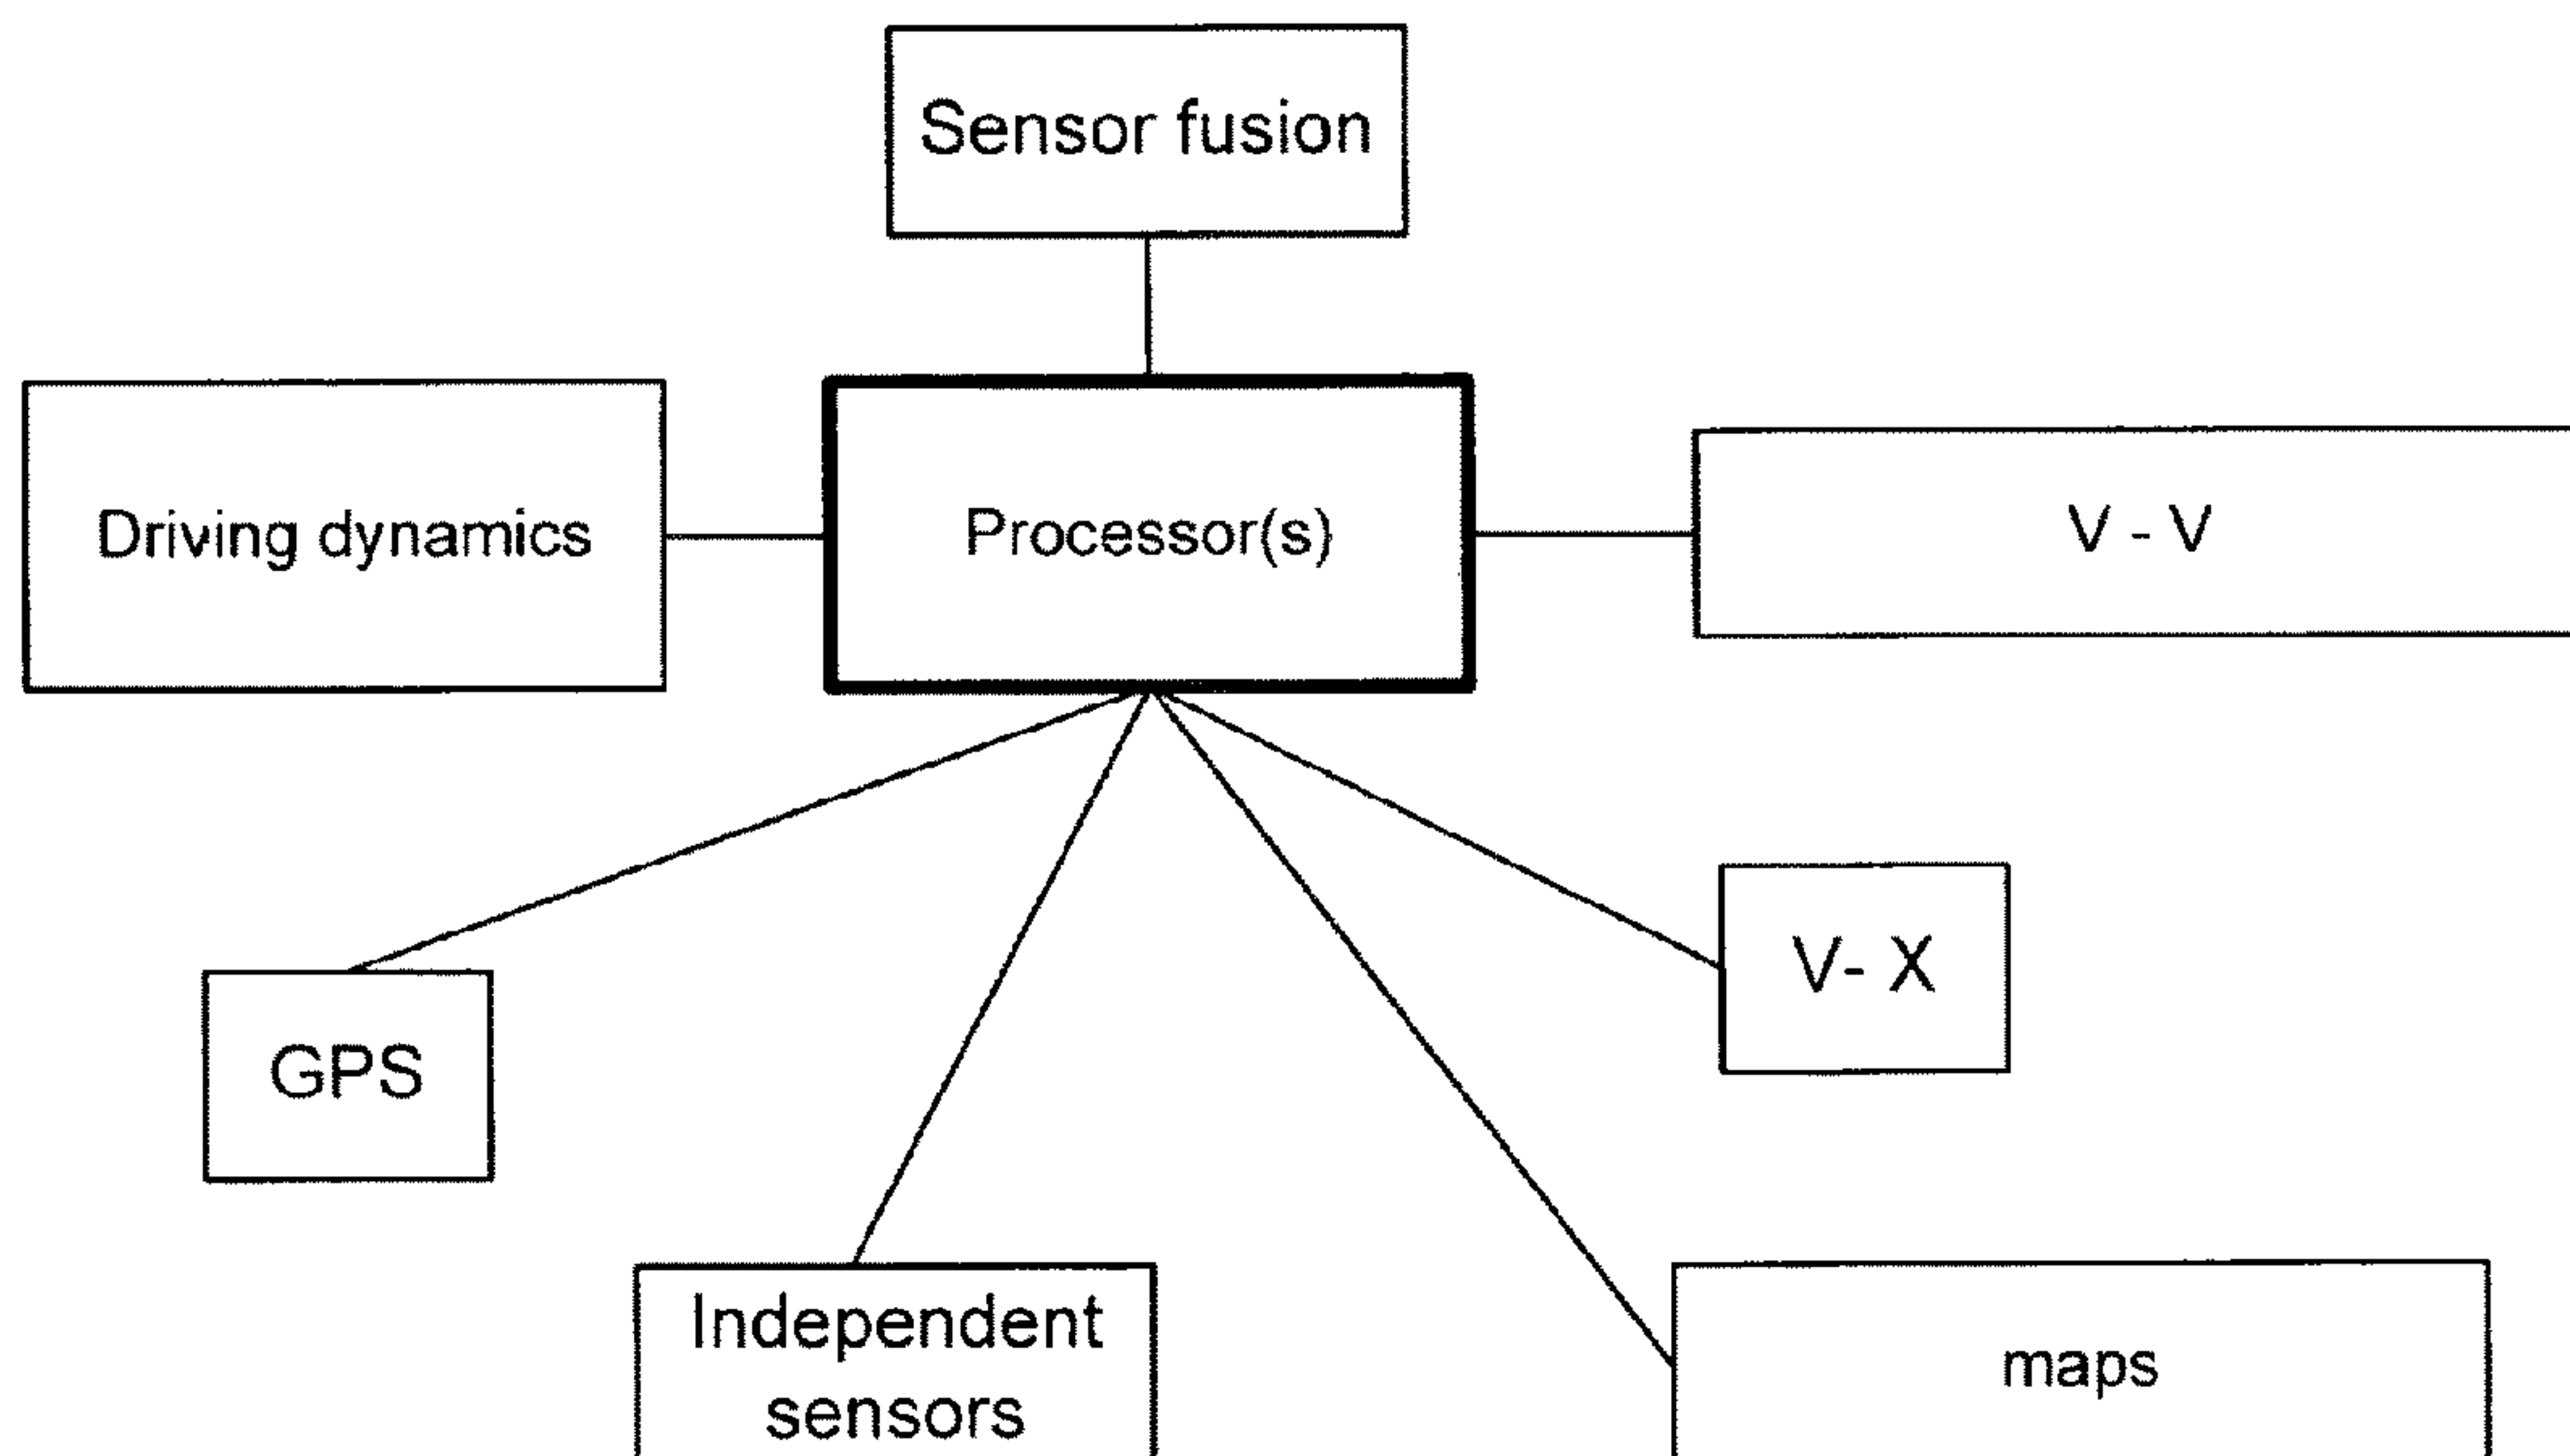 Sensor fusion
Driving dynamics
Processor(s)
V - V
V- X
GPS
Independent
sensors
maps